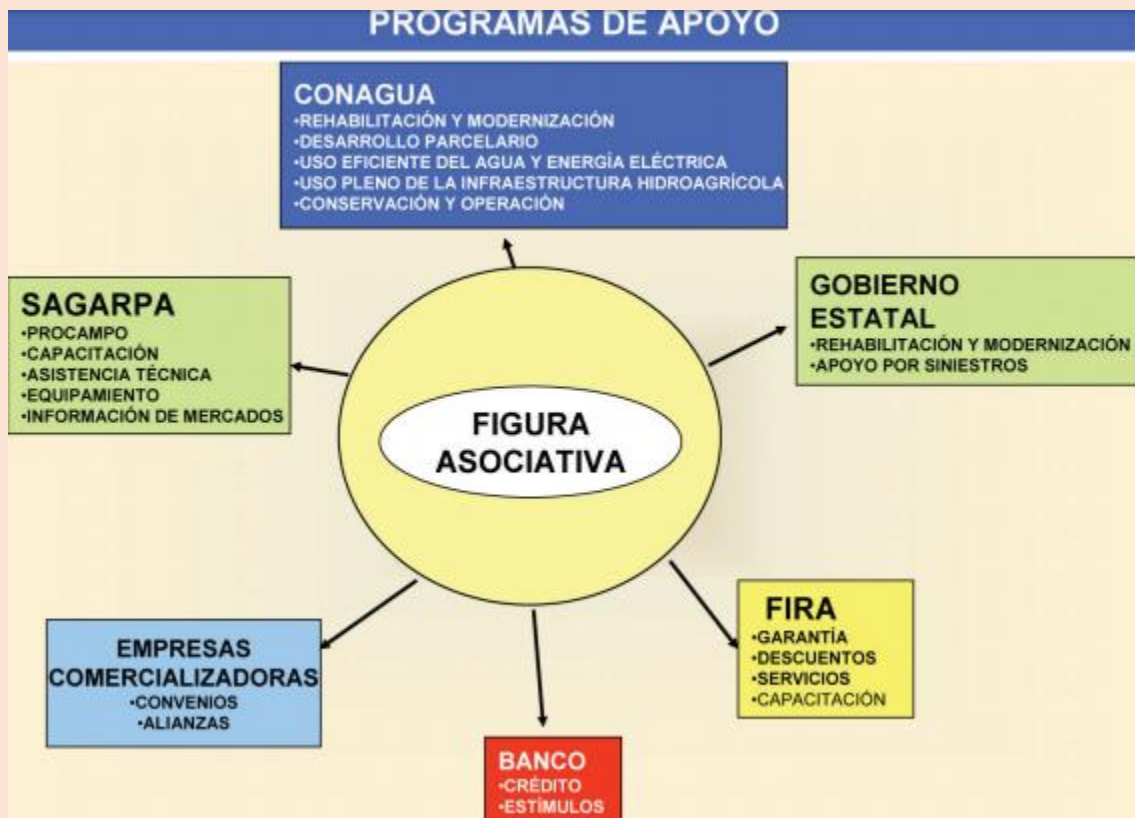 PROGRAMAS DE APOYO
CONAGUA
•REHABILITACIÓN Y MODERNIZACIÓN
•DESARROLLO PARCELARIO
•USO EFICIENTE DEL AGUA Y ENERGÍA ELÉCTRICA
•USO PLENO DE LA INFRAESTRUCTURA HIDROAGRÍCOLA
•CONSERVACIÓN Y OPERACIÓN
SAGARPA
•PROCAMPO
•CAPACITACIÓN
•ASISTENCIA TÉCNICA
•EQUIPAMIENTO
•INFORMACIÓN DE MERCADOS
GOBIERNO
ESTATAL
•REHABILITACIÓN Y MODERNIZACIÓN
•APOYO POR SINIESTROS
FIGURA
ASOCIATIVA
EMPRESAS
COMERCIALIZADORAS
•CONVENIOS
•ALIANZAS
FIRA
•GARANTÍA
•DESCUENTOS
•SERVICIOS
•CAPACITACIÓN
BANCO
•CRÉDITO
•ESTÍMULOS